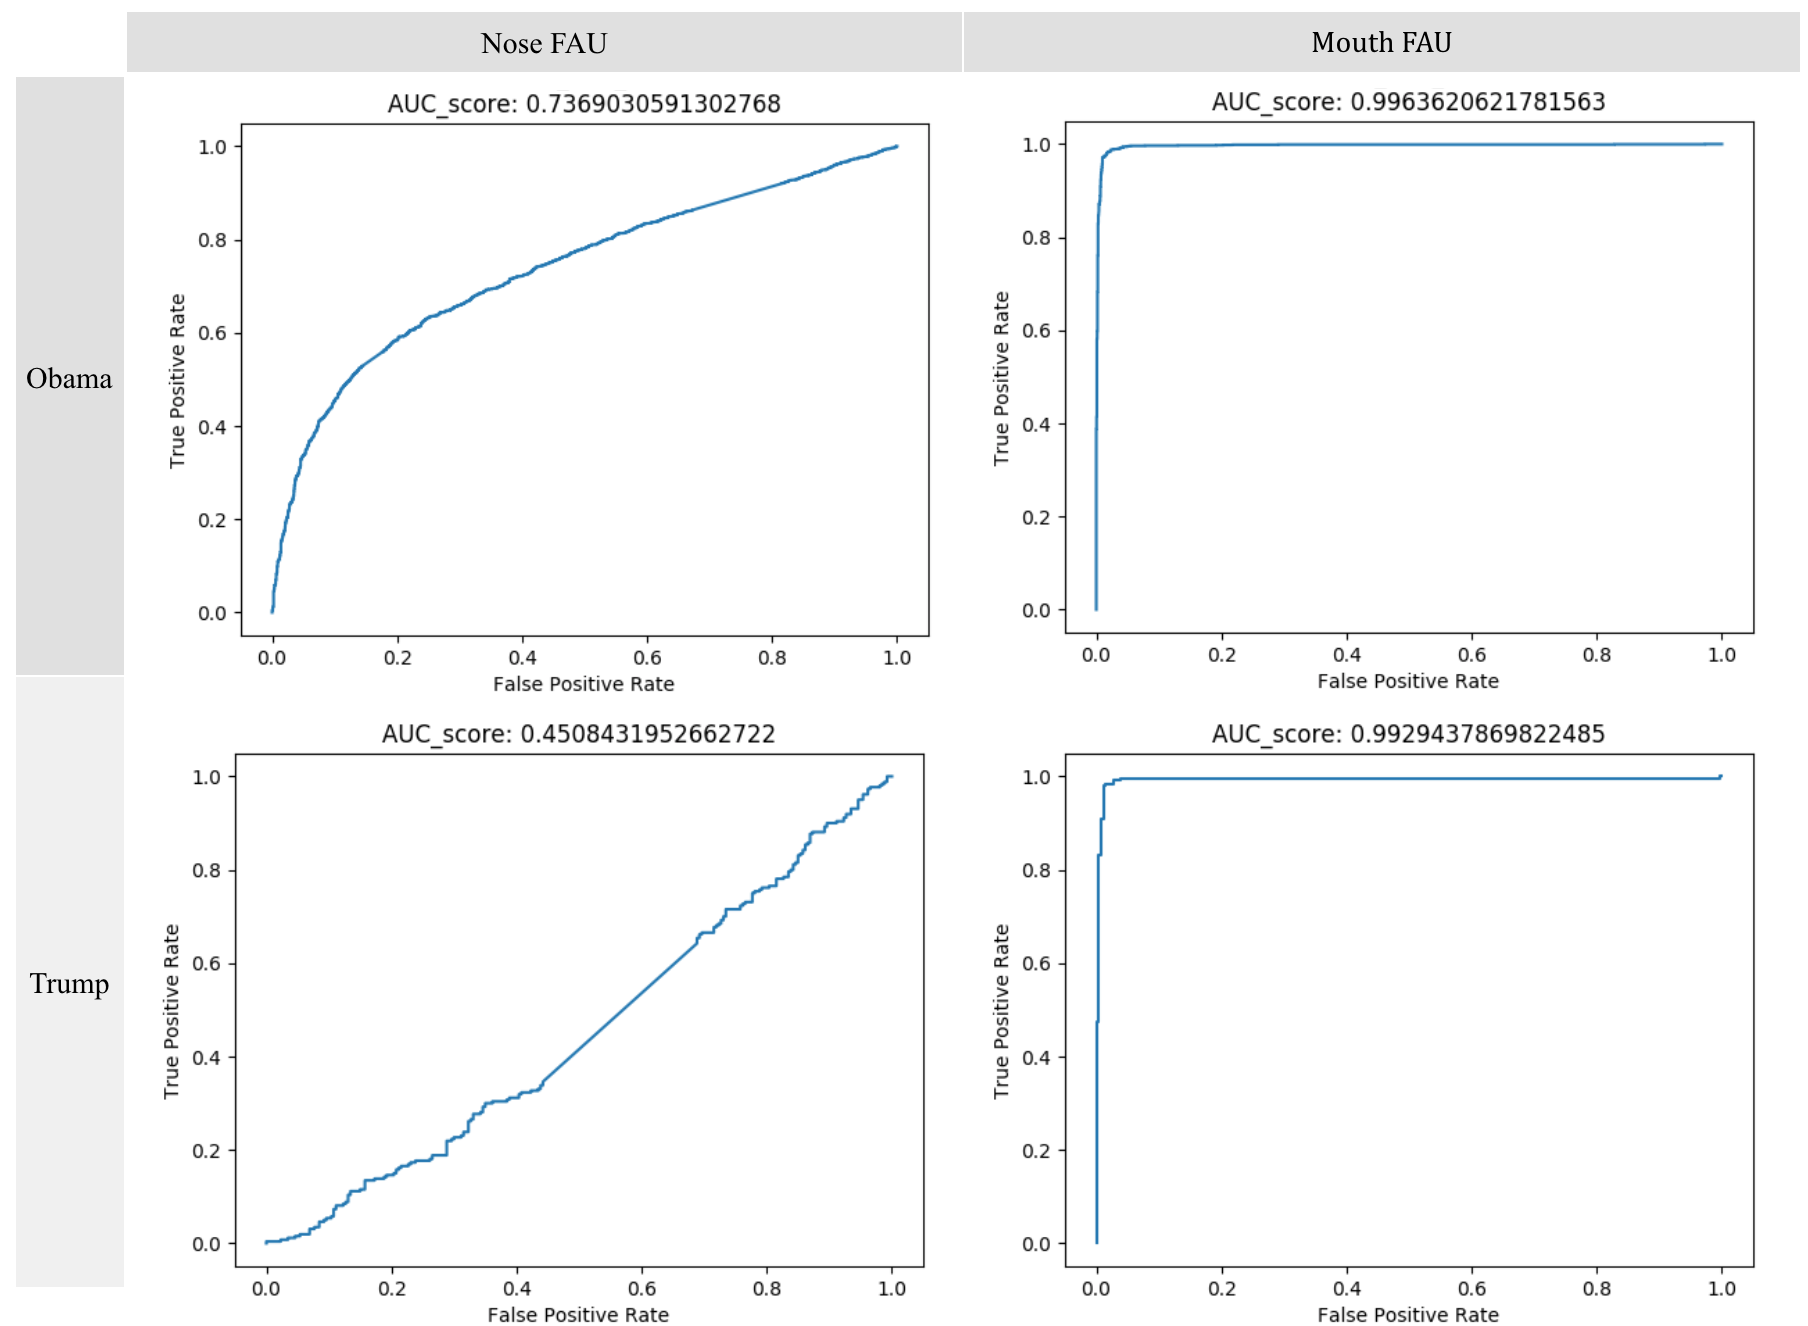 Nose FAU
Mouth FAU
Obama
AUC_score: 0.7369030591302768
True Positive Rate
1.0
0.8
0.6
0.4
0.2
0.0
0.0 0.2 0.4 0.6 0.8 1.0
False Positive Rate
AUC_score: 0.9963620621781563
True Positive Rate
1.0
0.8
0.6
0.4
0.2
0.0
0.0 0.2 0.4 0.6 0.8 1.0
False Positive Rate
Trump
AUC_score: 0.4508431952662722
True Positive Rate
1.0
0.8
0.6
0.4
0.2
0.0
0.0 0.2 0.4 0.6 0.8 1.0
False Positive Rate
AUC_score: 0.9929437869822485
True Positive Rate
1.0
0.8
0.6
0.4
0.2
0.0
0.0 0.2 0.4 0.6 0.8 1.0
False Positive Rate